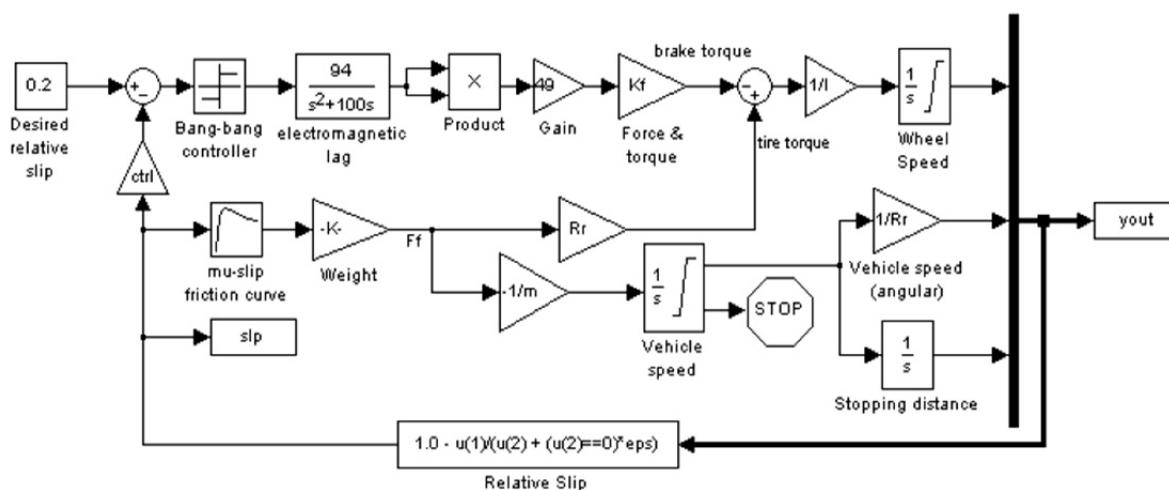 0.2
Desired
relative
slip
+
-
Bang-bang
controller
94
s²+100s
electromagnetic
lag
X
Product
49
Gain
Kf
Force &
torque
brake torque
-
+
tire torque
1/I
1
s
Wheel
Speed
ctrl
mu-slip
friction curve
-K-
Weight
Ff
Rr
-1/m
1
s
Vehicle
speed
STOP
1/Rr
Vehicle speed
(angular)
1
s
Stopping distance
yout
slp
1.0 - u(1)/(u(2) + (u(2)==0)*eps)
Relative Slip